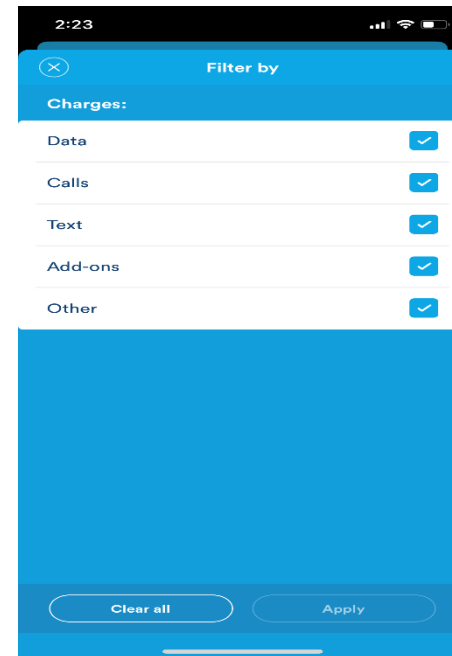 2:23
Filter by
Charges:
Data
Calls
Text
Add-ons
Other
Clear all
Apply